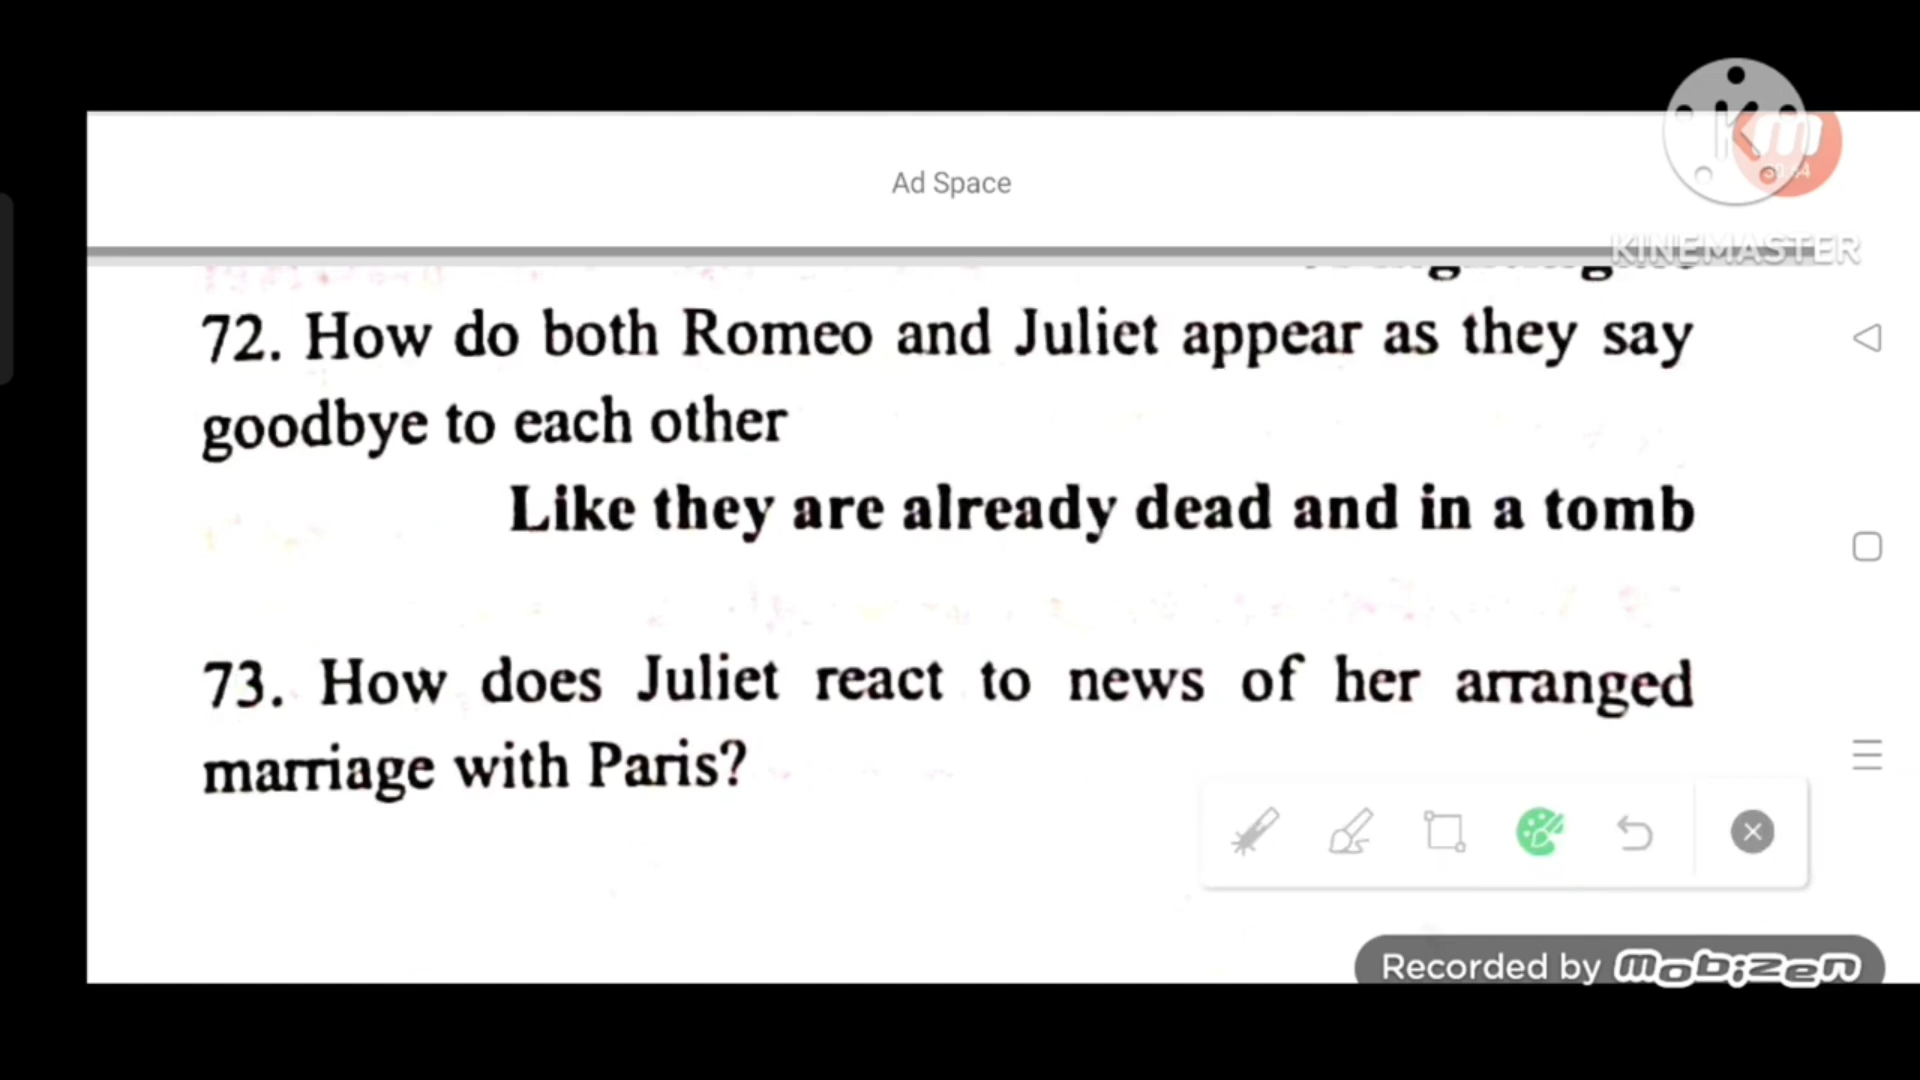 Ad Space
KINEMASTER
72. How do both Romeo and Juliet appear as they say
goodbye to each other
Like they are already dead and in a tomb
73. How does Juliet react to news of her arranged
marriage with Paris?
Recorded by mobizen